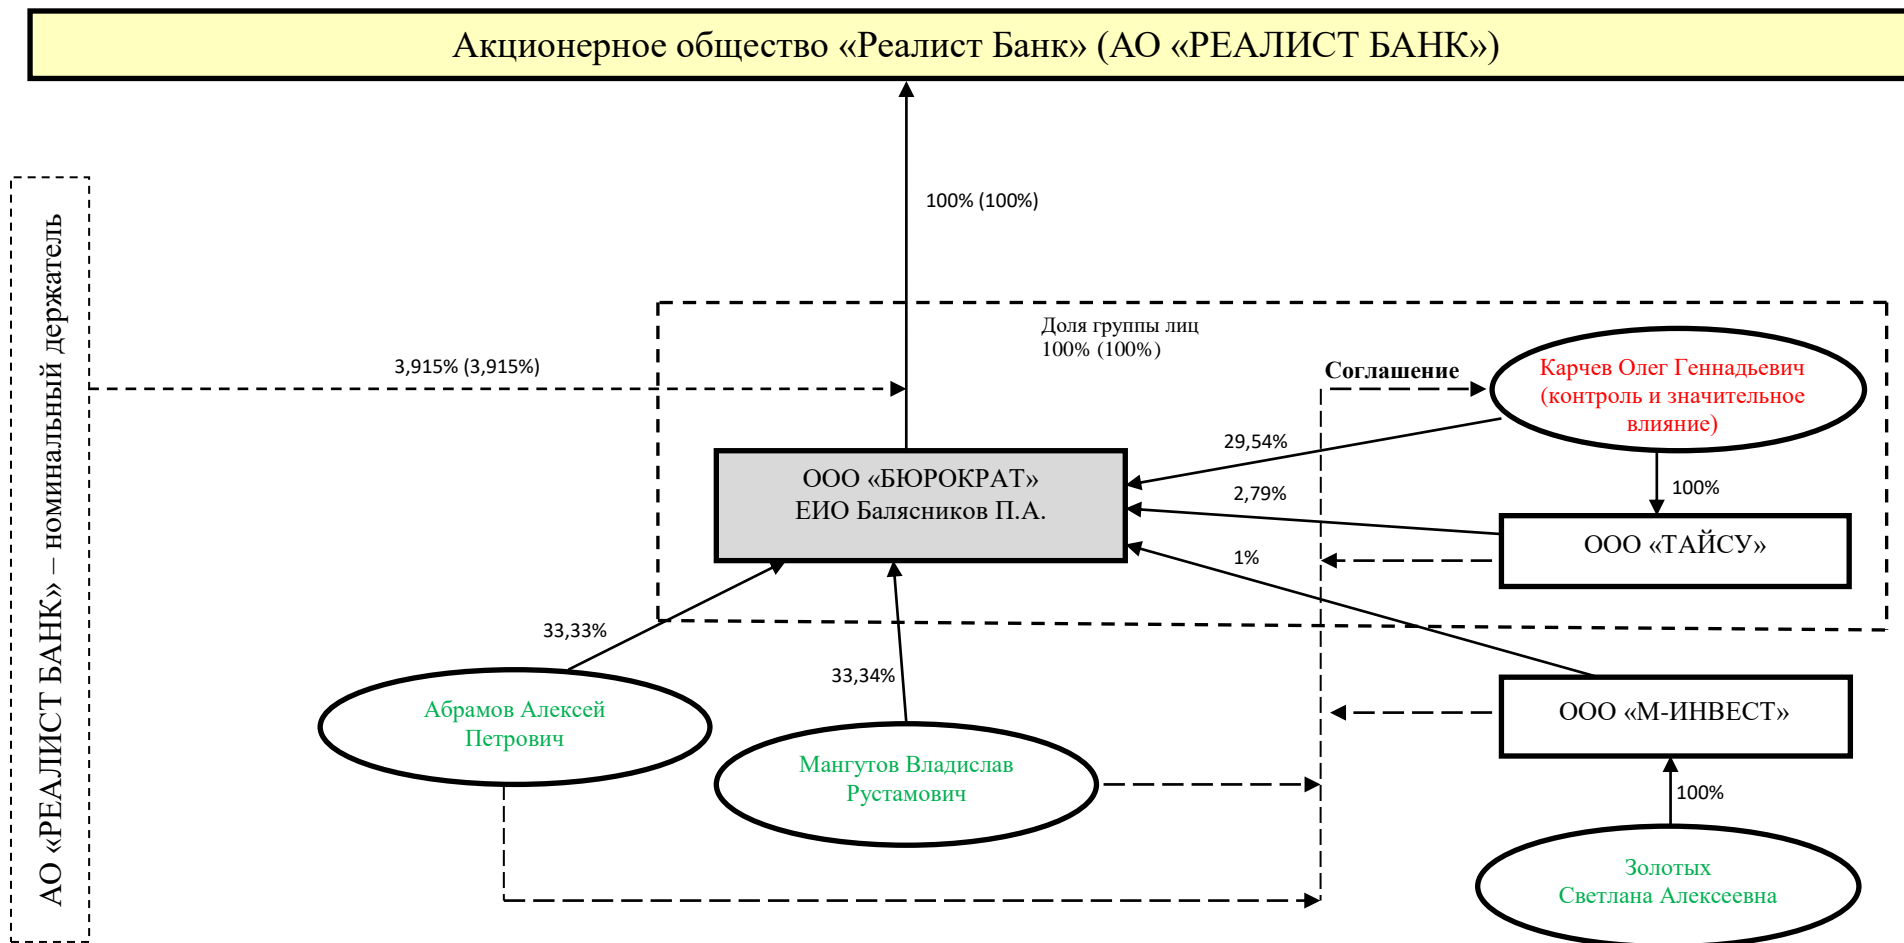 Акционерное общество «Реалист Банк» (АО «РЕАЛИСТ БАНК»)
АО «РЕАЛИСТ БАНК» – номинальный держатель
100% (100%)
3,915% (3,915%)
Доля группы лиц
100% (100%)
Соглашение
Карчев Олег Геннадьевич
(контроль и значительное
влияние)
29,54%
ООО «БЮРОКРАТ»
ЕИО Балясников П.А.
2,79%
100%
ООО «ТАЙСУ»
1%
33,33%
33,34%
Абрамов Алексей
Петрович
ООО «М-ИНВЕСТ»
Мангутов Владислав
Рустамович
100%
Золотых
Светлана Алексеевна